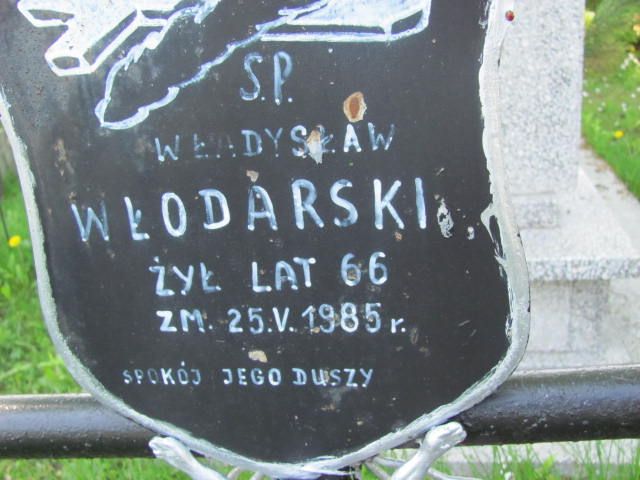 S.P.
WŁADYSŁAW
WŁODARSKI
ŻYŁ LAT 66
ZM. 25.V.1985 r.
SPOKÓJ JEGO DUSZY